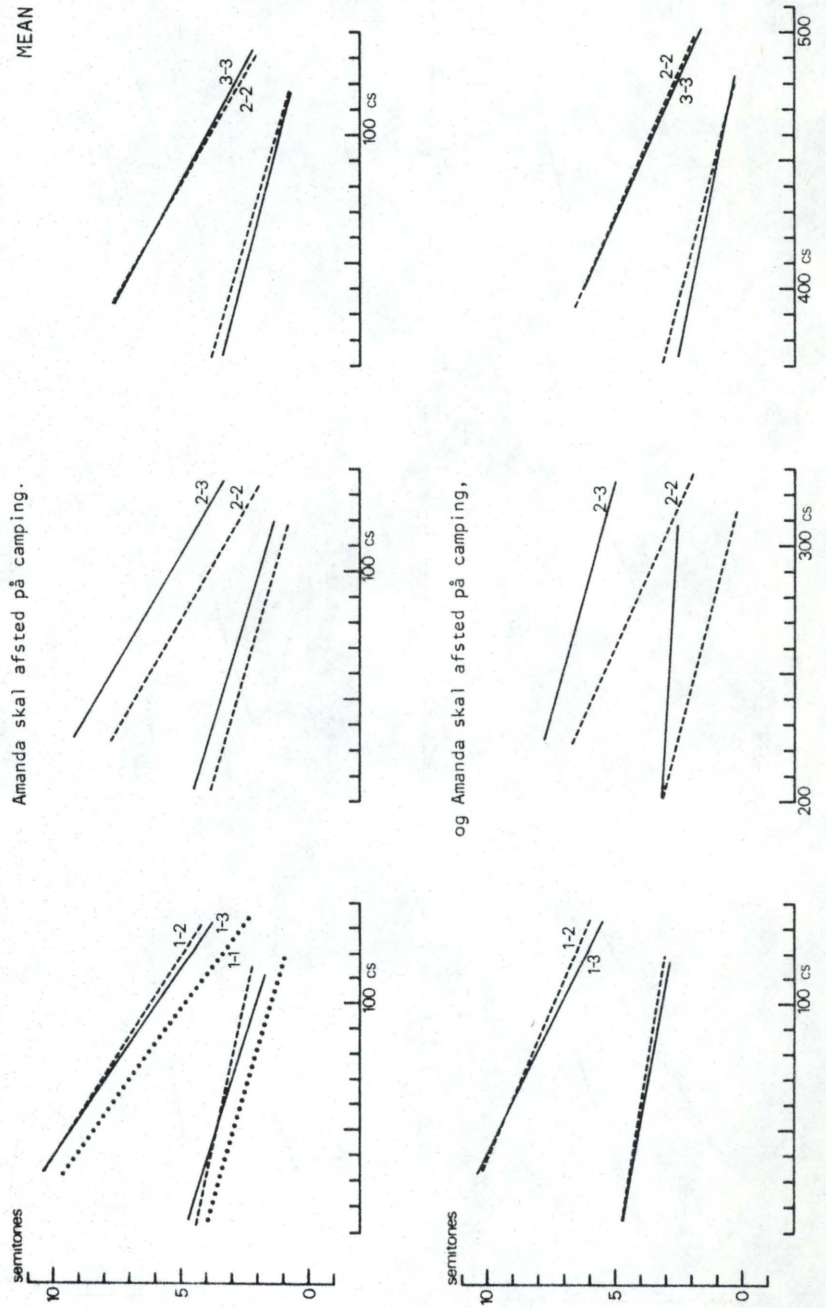 MEAN
Amanda skal afsted på camping.
semitones
10
5
0
1-2
1-3
1-1
100 cs
2-3
2-2
100 cs
3-3
2-2
100 cs
og Amanda skal afsted på camping,
semitones
10
5
0
1-2
1-3
100 cs
2-3
2-2
200 300 cs
2-2
3-3
400 cs 500